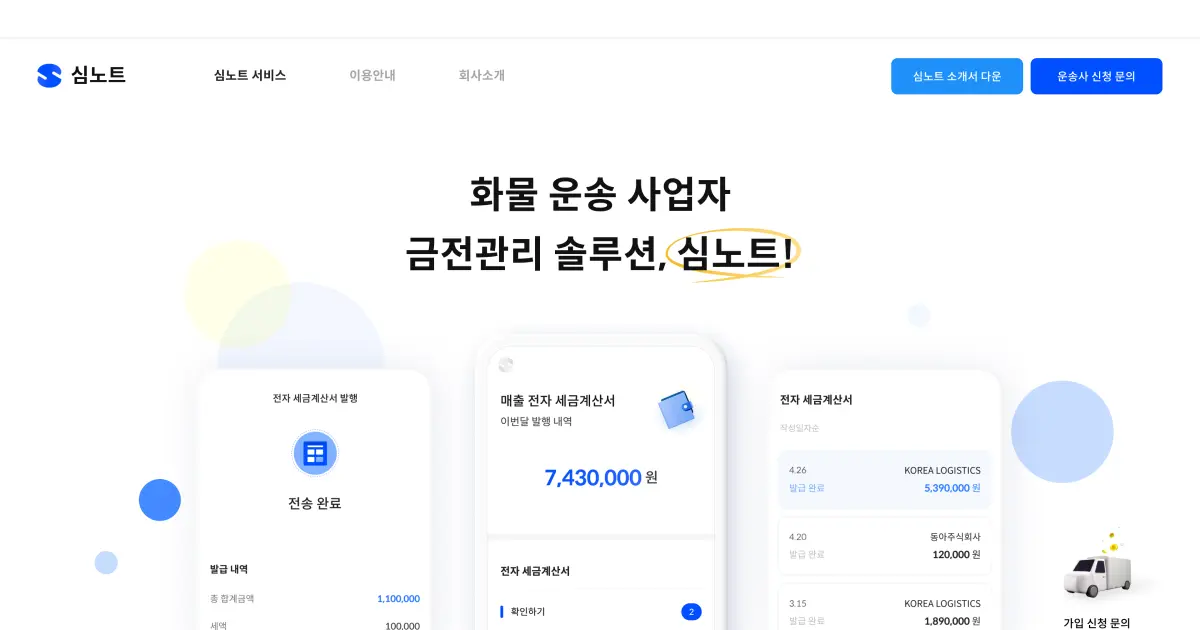 심노트
심노트 서비스
이용안내
회사소개
심노트 소개서 다운
운송사 신청 문의
화물 운송 사업자
금전관리 솔루션, 심노트!
전자 세금계산서 발행
전송 완료
발급 내역
총 합계금액 1,100,000
세액 100,000
매출 전자 세금계산서
이번달 발행 내역
7,430,000 원
전자 세금계산서
확인하기 2
전자 세금계산서
작성일자순
4.26 KOREA LOGISTICS
발급 완료 5,390,000 원
4.20 동아주식회사
발급 완료 120,000 원
3.15 KOREA LOGISTICS
발급 완료 1,890,000 원
가입 신청 문의